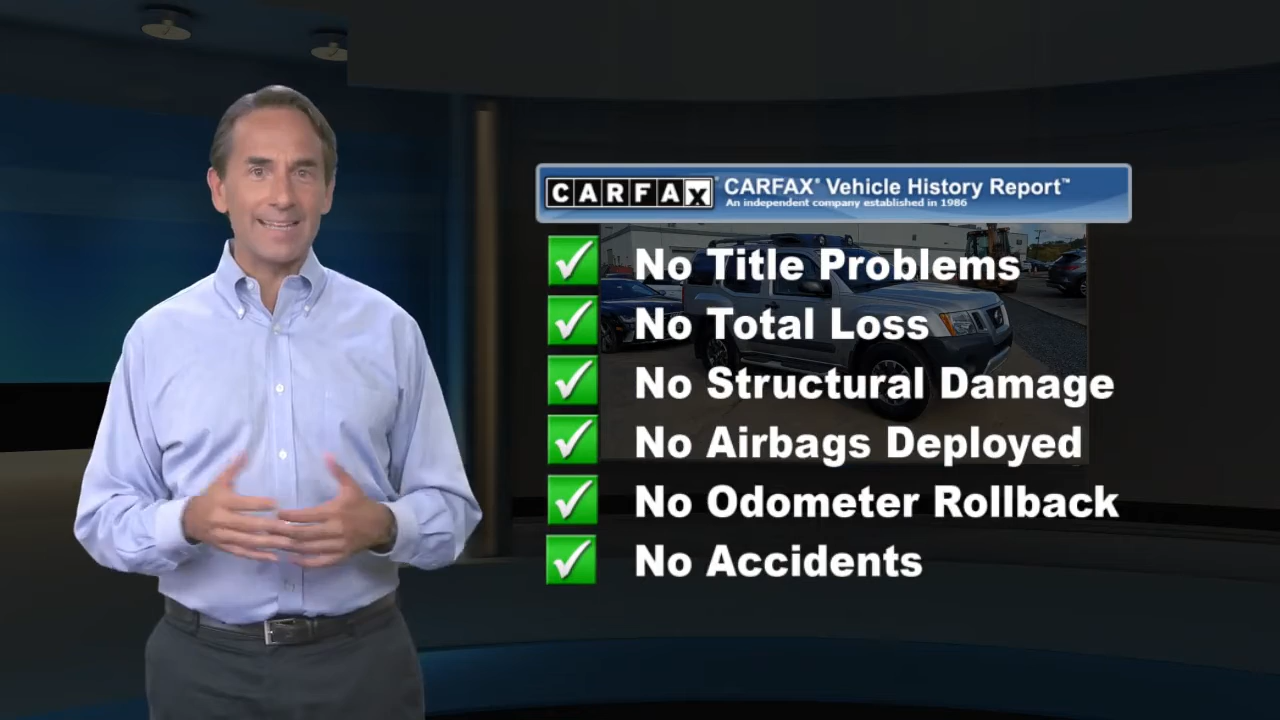 CARFAX® CARFAX® Vehicle History Report™
An independent company established in 1986
No Title Problems
No Total Loss
No Structural Damage
No Airbags Deployed
No Odometer Rollback
No Accidents